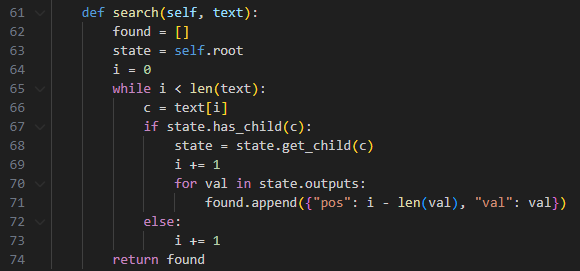 61 def search(self, text):
62 found = []
63 state = self.root
64 i = 0
65 while i < len(text):
66 c = text[i]
67 if state.has_child(c):
68 state = state.get_child(c)
69 i += 1
70 for val in state.outputs:
71 found.append({"pos": i - len(val), "val": val})
72 else:
73 i += 1
74 return found